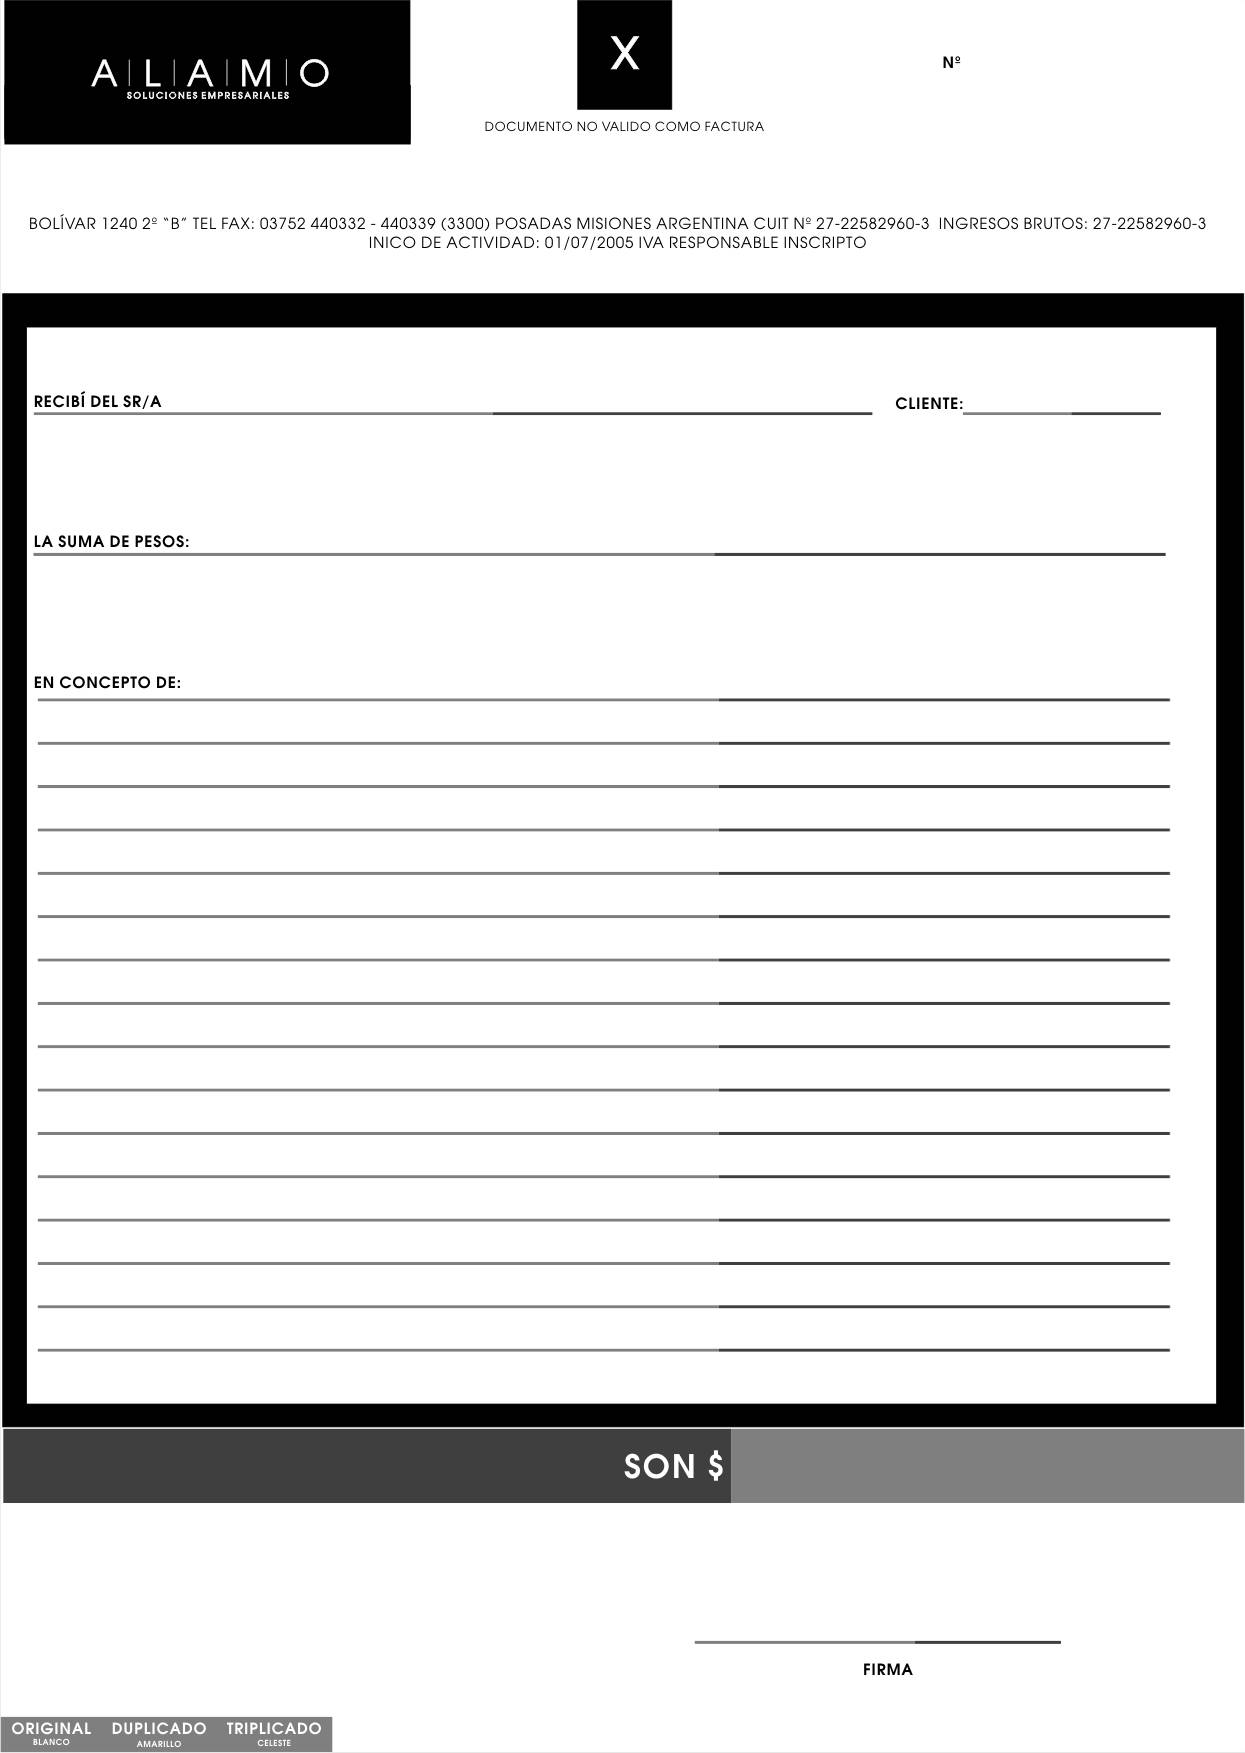 A|L|A|M|O
SOLUCIONES EMPRESARIALES
X
DOCUMENTO NO VALIDO COMO FACTURA
Nº
BOLÍVAR 1240 2º “B” TEL FAX: 03752 440332 - 440339 (3300) POSADAS MISIONES ARGENTINA CUIT Nº 27-22582960-3 INGRESOS BRUTOS: 27-22582960-3
INICO DE ACTIVIDAD: 01/07/2005 IVA RESPONSABLE INSCRIPTO
RECIBÍ DEL SR/A CLIENTE:
LA SUMA DE PESOS:
EN CONCEPTO DE:
SON $
FIRMA
ORIGINAL DUPLICADO TRIPLICADO
BLANCO AMARILLO CELESTE